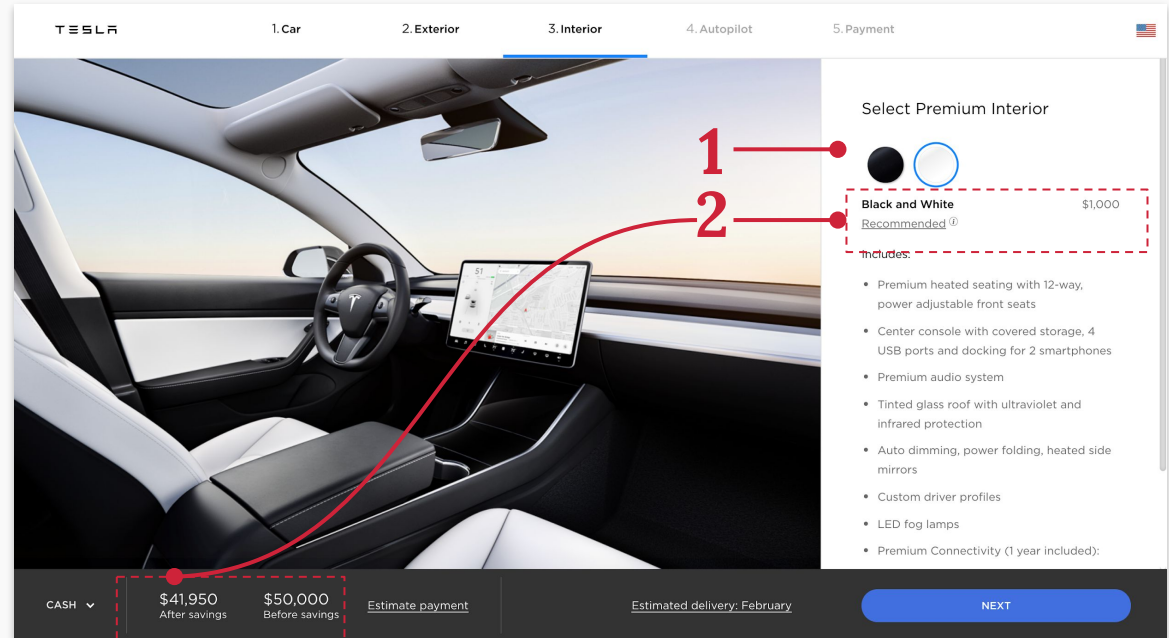 TESLA
1. Car
2. Exterior
3. Interior
4. Autopilot
5. Payment
Select Premium Interior
1
2
Black and White $1,000
Recommended
Includes:
• Premium heated seating with 12-way,
power adjustable front seats
• Center console with covered storage, 4
USB ports and docking for 2 smartphones
• Premium audio system
• Tinted glass roof with ultraviolet and
infrared protection
• Auto dimming, power folding, heated side
mirrors
• Custom driver profiles
• LED fog lamps
• Premium Connectivity (1 year included):
51
CASH
$41,950
After savings
$50,000
Before savings
Estimate payment
Estimated delivery: February
NEXT